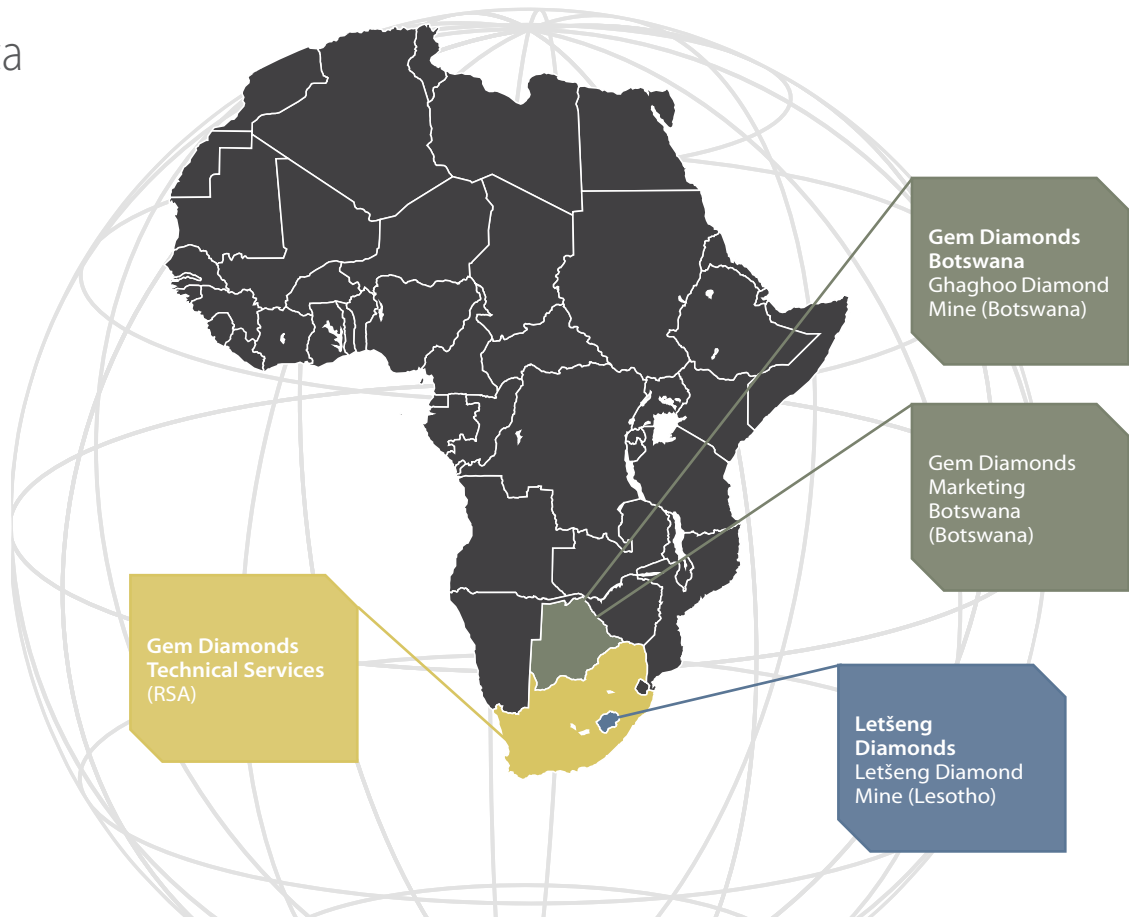 a
Gem Diamonds
Botswana
Ghaghoo Diamond
Mine (Botswana)
Gem Diamonds
Marketing
Botswana
(Botswana)
Gem Diamonds
Technical Services
(RSA)
Letšeng
Diamonds
Letšeng Diamond
Mine (Lesotho)